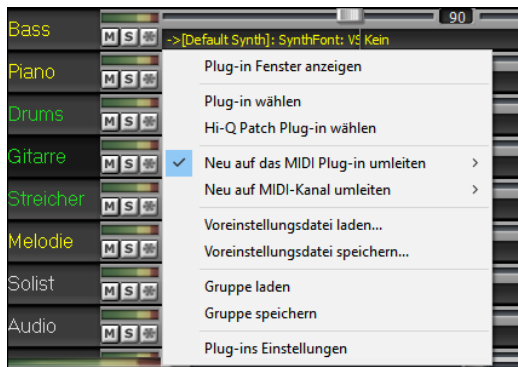 Bass
M S
90
->[Default Synth]: SynthFont: VS Kein
Piano
M S
Drums
M S
Gitarre
M S
Streicher
M S
Melodie
M S
Solist
M S
Audio
M S
Plug-in Fenster anzeigen
Plug-in wählen
Hi-Q Patch Plug-in wählen
Neu auf das MIDI Plug-in umleiten
Neu auf MIDI-Kanal umleiten
Voreinstellungsdatei laden...
Voreinstellungsdatei speichern...
Gruppe laden
Gruppe speichern
Plug-ins Einstellungen